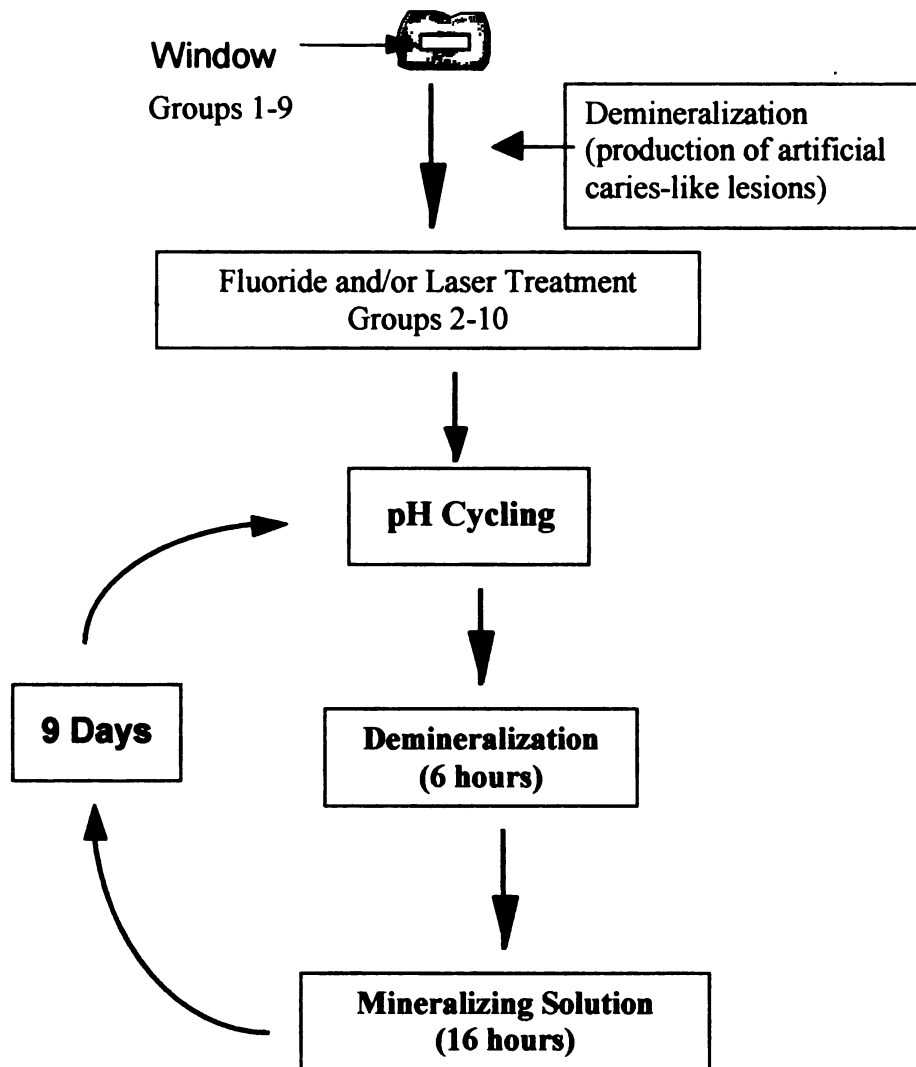 Window
Groups 1-9
Demineralization
(production of artificial
caries-like lesions)
Fluoride and/or Laser Treatment
Groups 2-10
pH Cycling
9 Days
Demineralization
(6 hours)
Mineralizing Solution
(16 hours)